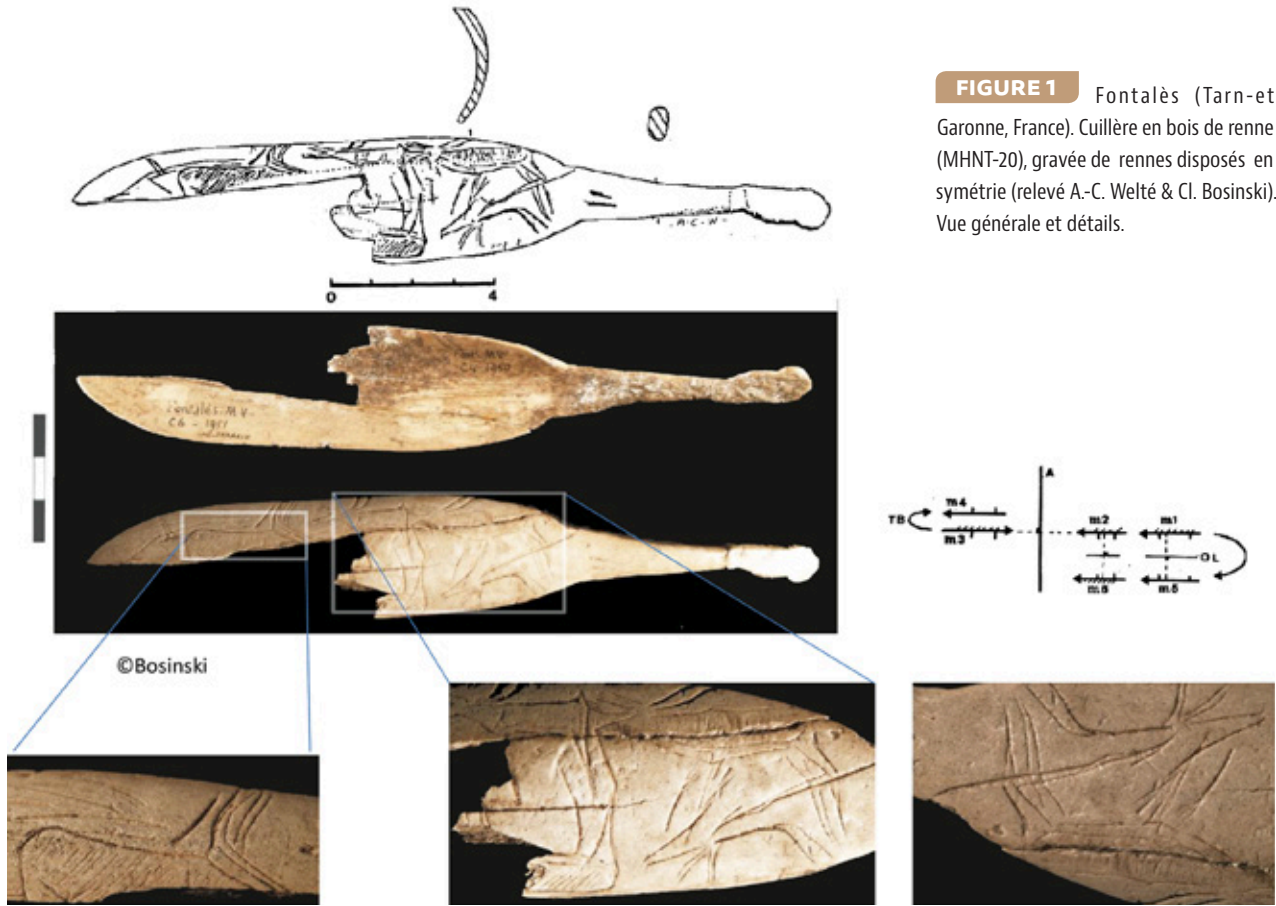 FIGURE 1 Fontalès (Tarn-et
Garonne, France). Cuillère en bois de renne
(MHNT-20), gravée de rennes disposés en
symétrie (relevé A.-C. Welté & Cl. Bosinski).
Vue générale et détails.
A-C-W
0 4
Fontalès M V
C6 - 1951
A
m4
TB
m3
m2 m1
OL
m6 m5
©Bosinski